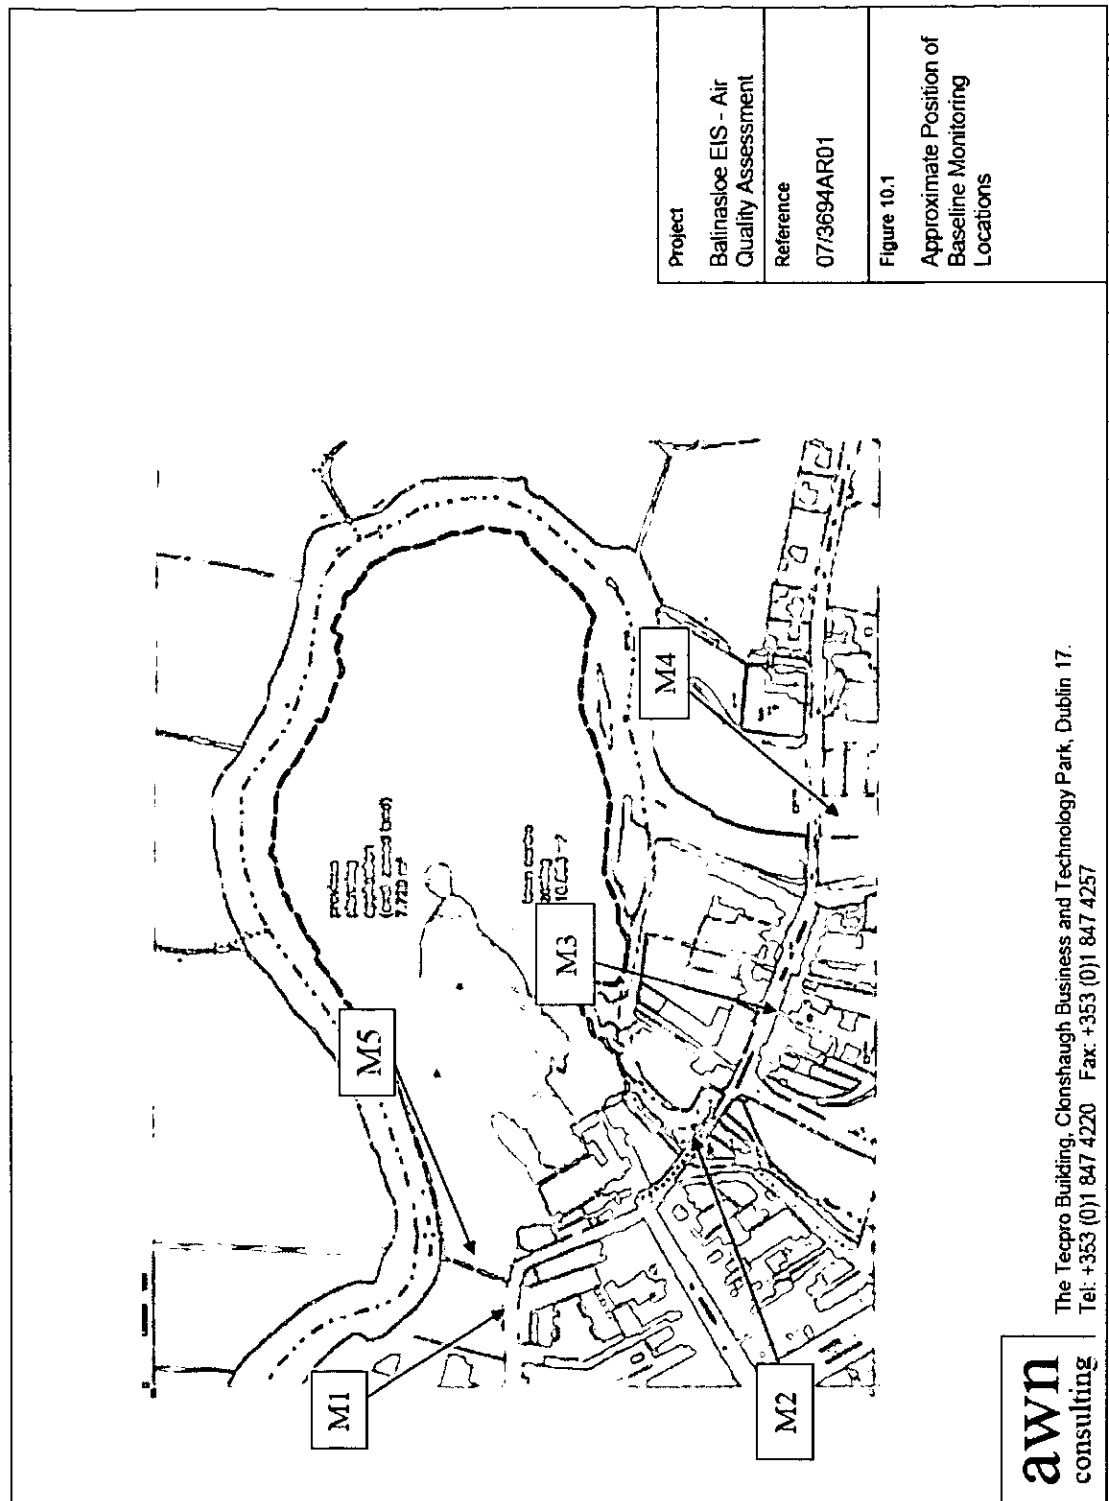 Project
Balinasloe EIS - Air
Quality Assessment
Reference
07/3694AR01
Figure 10.1
Approximate Position of
Baseline Monitoring
Locations
M1
M5
M3
M4
M2
awn
consulting
The Tecpro Building, Clonshaugh Business and Technology Park, Dublin 17.
Tel: +353 (0)1 847 4220 Fax: +353 (0)1 847 4257